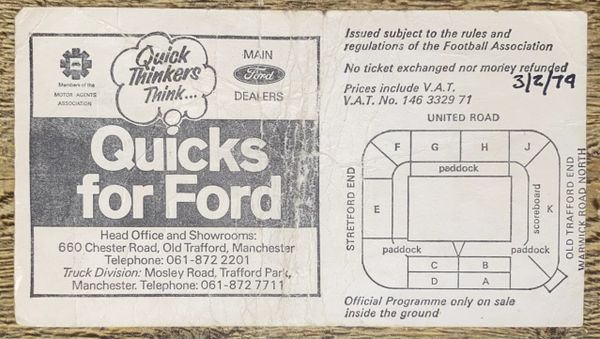 Members of the
MOTOR AGENTS
ASSOCIATION
Quick
Thinkers
Think...
MAIN
Ford
DEALERS
Quicks
for Ford
Head Office and Showrooms:
660 Chester Road, Old Trafford, Manchester
Telephone: 061-872 2201
Truck Division: Mosley Road, Trafford Park,
Manchester. Telephone: 061-872 7711
Issued subject to the rules and
regulations of the Football Association
No ticket exchanged nor money refunded
3/2/79
Prices include V.A.T.
V.A.T. No. 146 3329 71
UNITED ROAD
F G H J
paddock
STRETFORD END
E
scoreboard
K
OLD TRAFFORD END
WARWICK ROAD NORTH
paddock
paddock
C B
D A
Official Programme only on sale
inside the ground